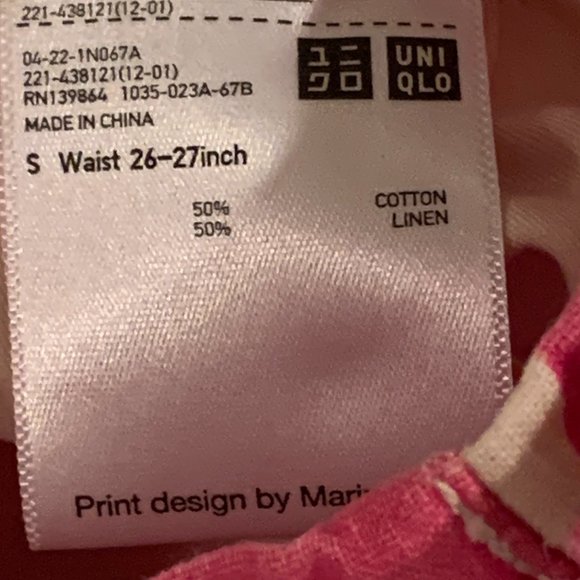 221-438121(12-01)
04-22-1N067A
221-438121(12-01)
RN139864 1035-023A-67B
MADE IN CHINA
ユニ
クロ
UNI
QLO
S Waist 26-27inch
50% COTTON
50% LINEN
Print design by